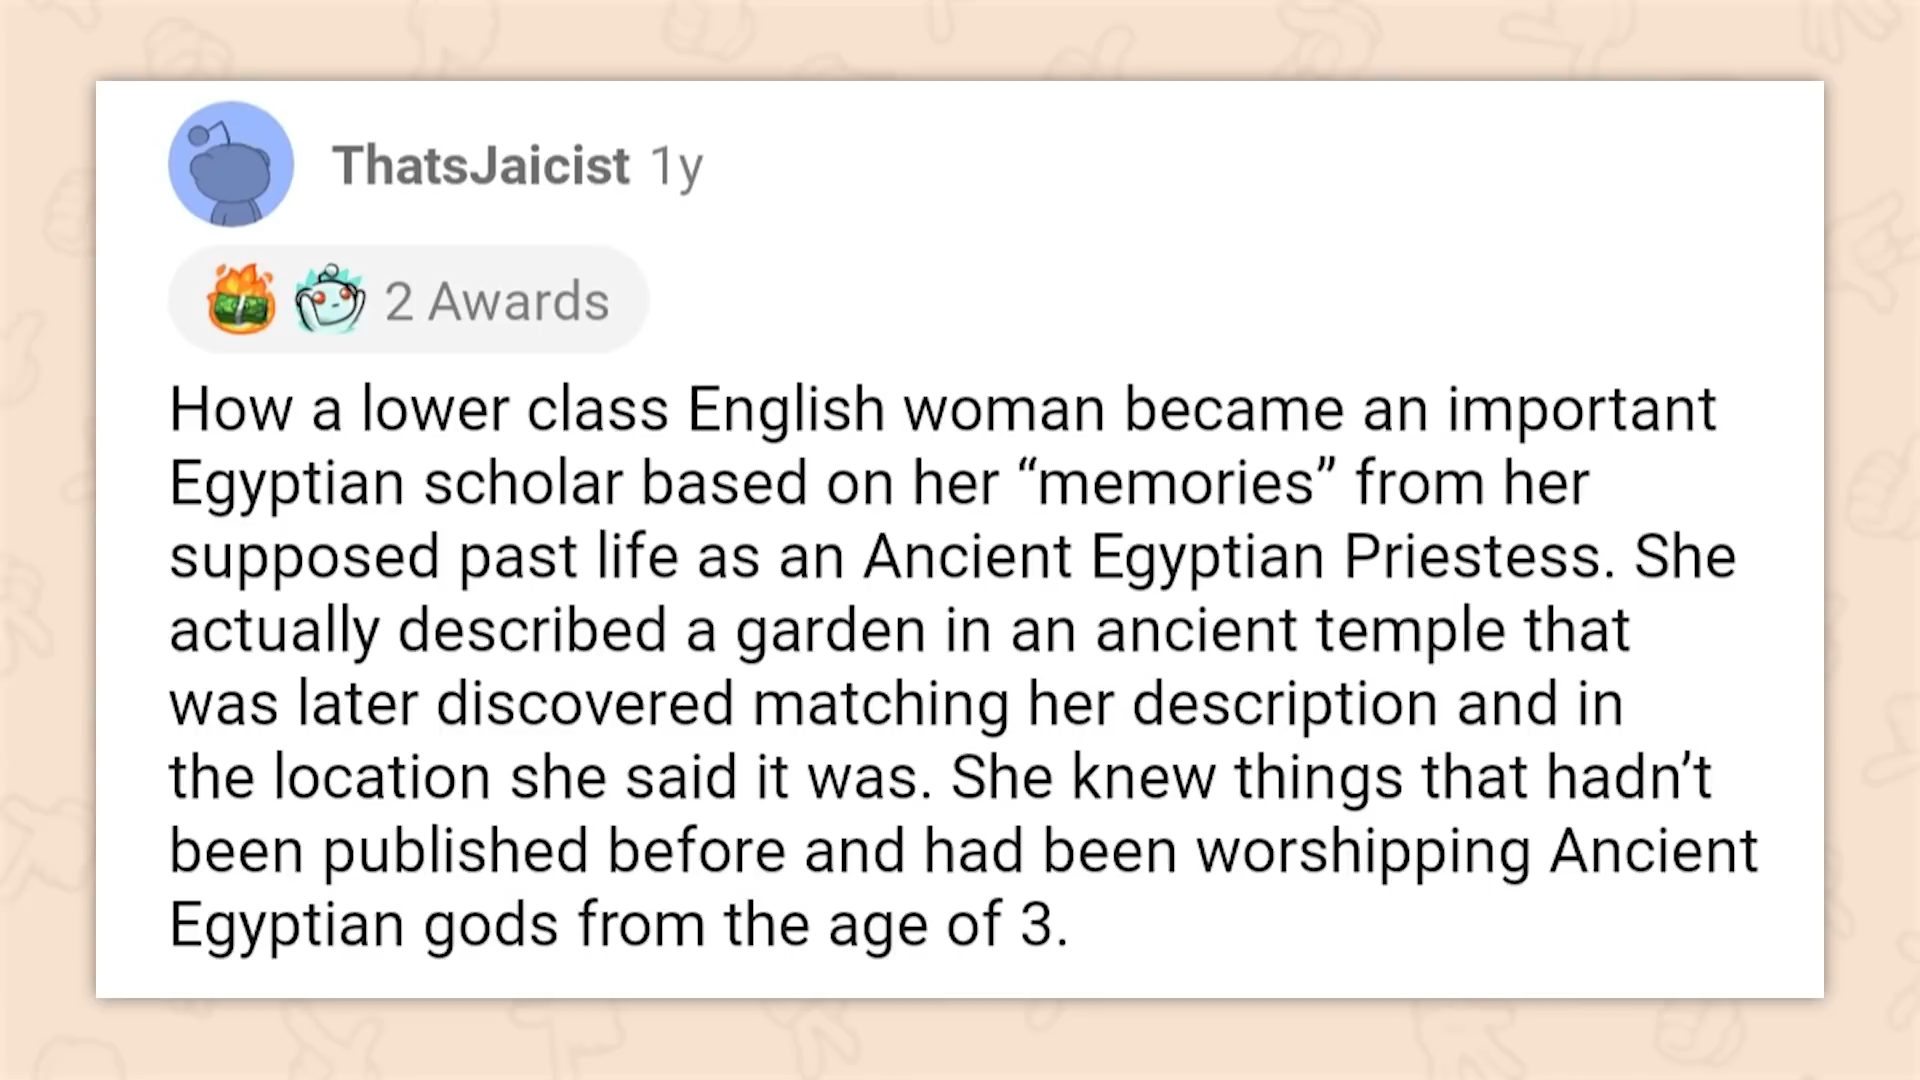 ThatsJaicist 1y
2 Awards
How a lower class English woman became an important
Egyptian scholar based on her “memories” from her
supposed past life as an Ancient Egyptian Priestess. She
actually described a garden in an ancient temple that
was later discovered matching her description and in
the location she said it was. She knew things that hadn’t
been published before and had been worshipping Ancient
Egyptian gods from the age of 3.